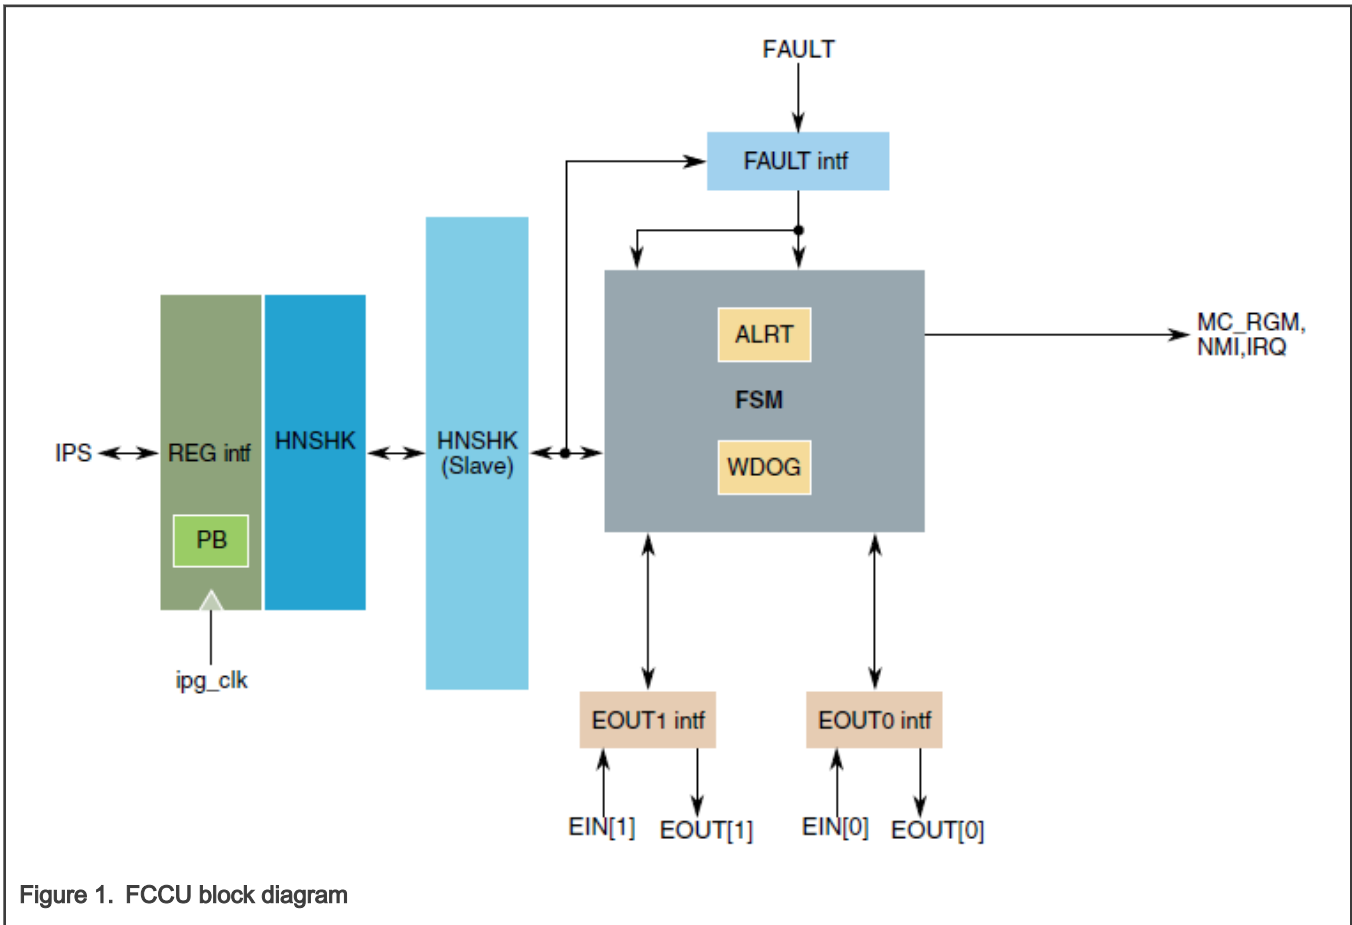 FAULT
FAULT intf
ALRT
MC_RGM,
NMI,IRQ
FSM
HNSHK
HNSHK
(Slave)
IPS
REG intf
WDOG
PB
ipg_clk
EOUT1 intf
EOUT0 intf
EIN[1]
EOUT[1]
EIN[0]
EOUT[0]
Figure 1. FCCU block diagram